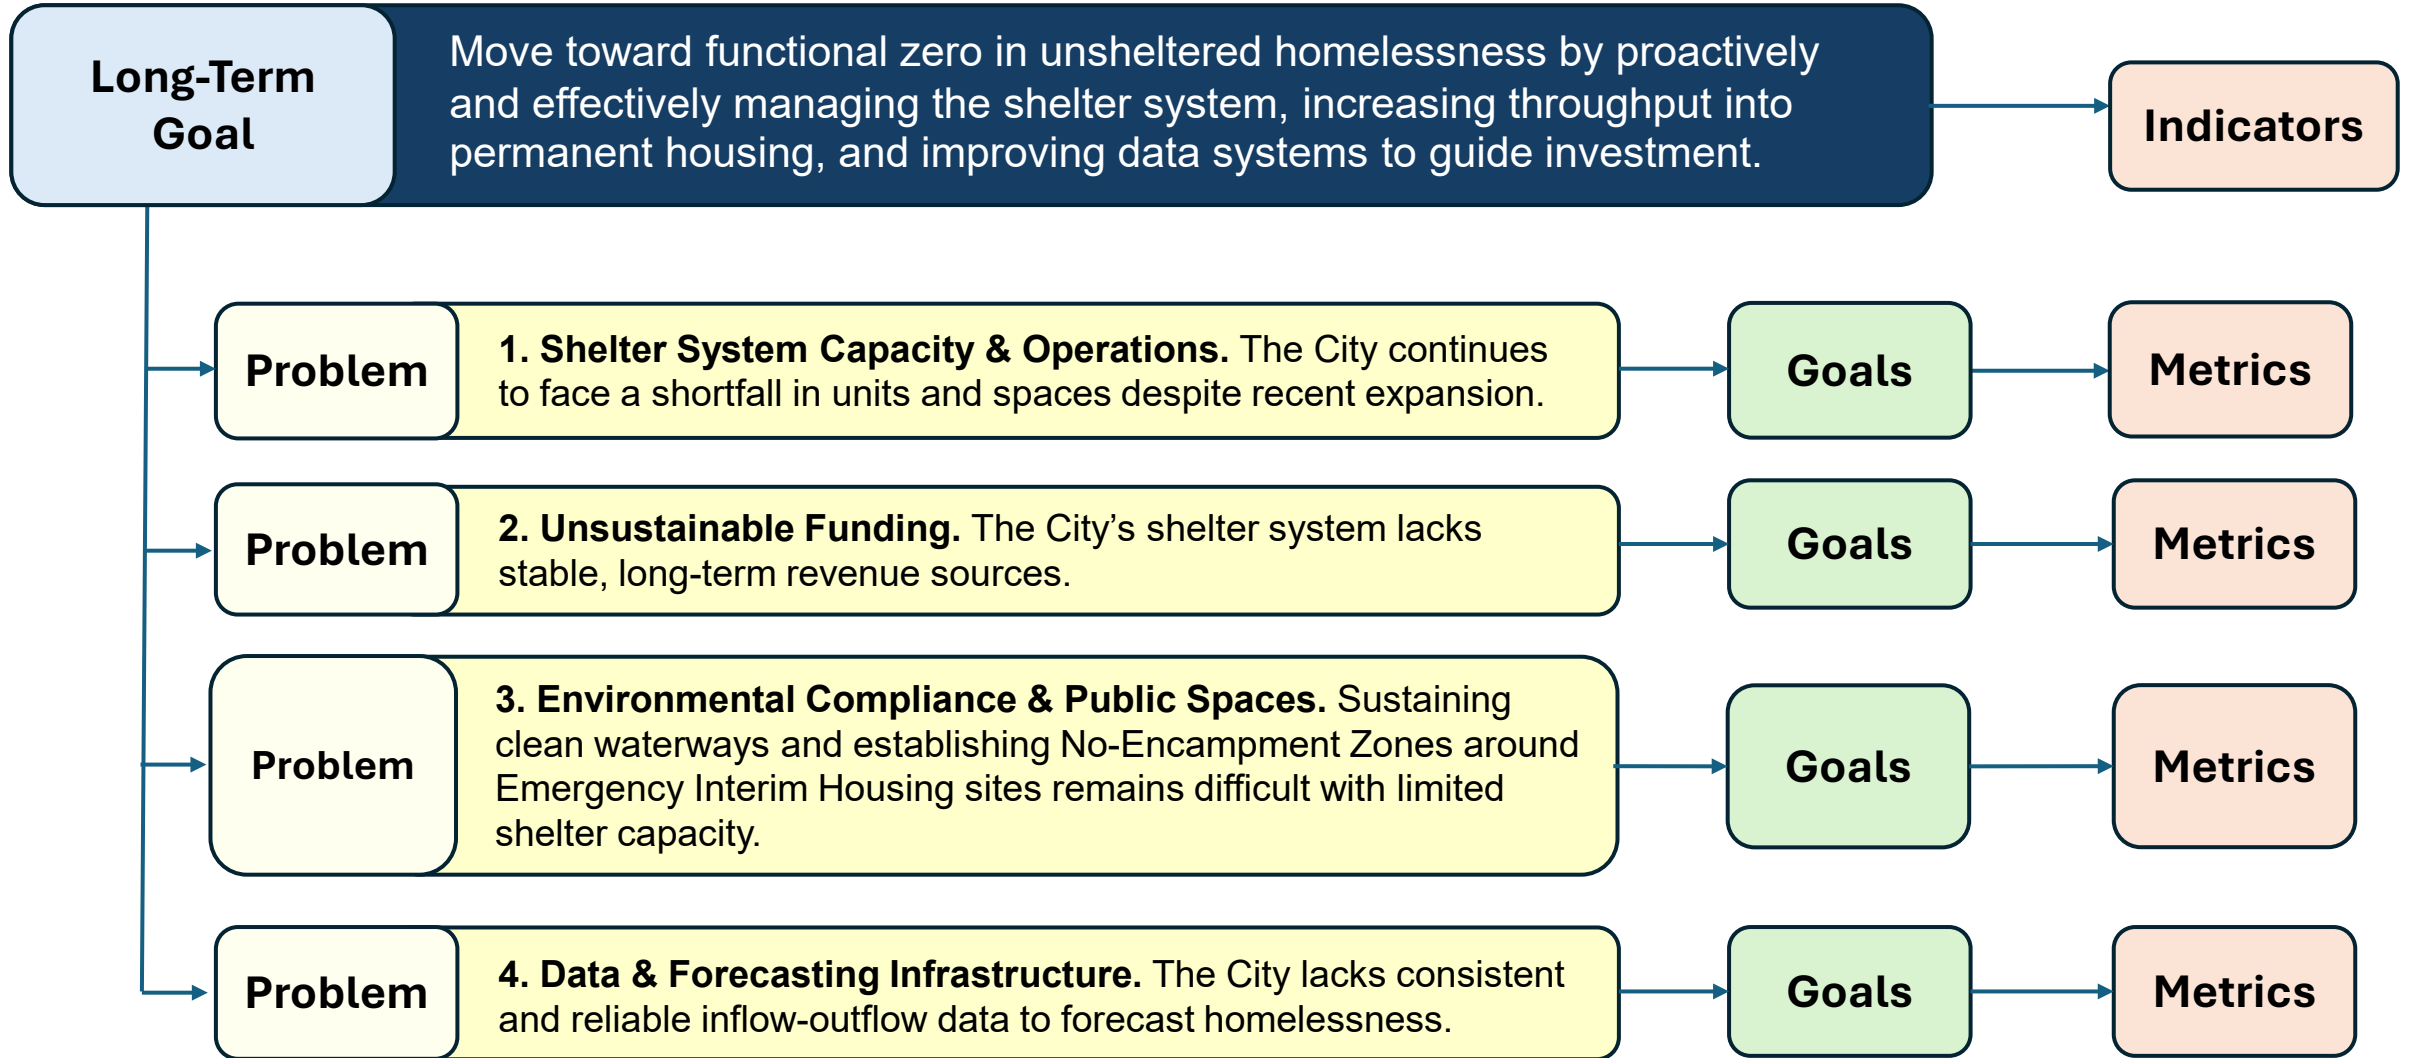 Long-Term
Goal
Move toward functional zero in unsheltered homelessness by proactively
and effectively managing the shelter system, increasing throughput into
permanent housing, and improving data systems to guide investment.
Indicators
Problem
1. Shelter System Capacity & Operations. The City continues
to face a shortfall in units and spaces despite recent expansion.
Goals
Metrics
Problem
2. Unsustainable Funding. The City’s shelter system lacks
stable, long-term revenue sources.
Goals
Metrics
Problem
3. Environmental Compliance & Public Spaces. Sustaining
clean waterways and establishing No-Encampment Zones around
Emergency Interim Housing sites remains difficult with limited
shelter capacity.
Goals
Metrics
Problem
4. Data & Forecasting Infrastructure. The City lacks consistent
and reliable inflow-outflow data to forecast homelessness.
Goals
Metrics